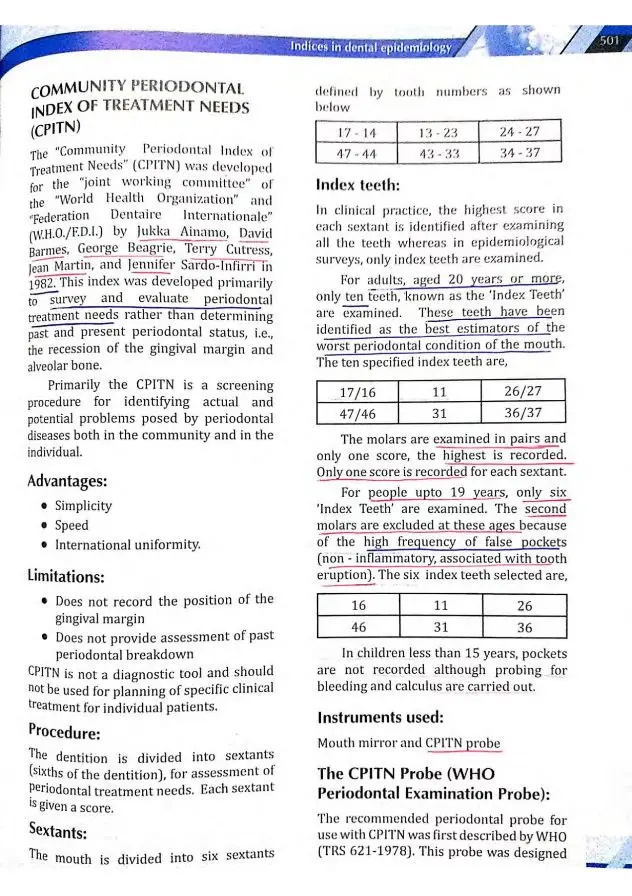 Indices in dental epidemiology
501
COMMUNITY PERIODONTAL
INDEX OF TREATMENT NEEDS
(CPITN)
The "Community Periodontal Index of
Treatment Needs" (CPITN) was developed
for the "joint working committee" of
the "World Health Organization" and
"Federation Dentaire Internationale"
(W.H.O./F.D.I.) by Jukka Ainamo, David
Barmes, George Beagrie, Terry Cutress,
Jean Martin, and Jennifer Sardo-Infirri in
1982. This index was developed primarily
to survey and evaluate periodontal
treatment needs rather than determining
past and present periodontal status, i.e.,
the recession of the gingival margin and
alveolar bone.
Primarily the CPITN is a screening
procedure for identifying actual and
potential problems posed by periodontal
diseases both in the community and in the
individual.
Advantages:
• Simplicity
• Speed
• International uniformity.
Limitations:
• Does not record the position of the
gingival margin
• Does not provide assessment of past
periodontal breakdown
CPITN is not a diagnostic tool and should
not be used for planning of specific clinical
treatment for individual patients.
Procedure:
The dentition is divided into sextants
(sixths of the dentition), for assessment of
periodontal treatment needs. Each sextant
is given a score.
Sextants:
The mouth is divided into six sextants
defined by tooth numbers as shown
below
17 - 14 13 - 23 24 - 27
47 - 44 43 - 33 34 - 37
Index teeth:
In clinical practice, the highest score in
each sextant is identified after examining
all the teeth whereas in epidemiological
surveys, only index teeth are examined.
For adults, aged 20 years or more,
only ten teeth, known as the 'Index Teeth'
are examined. These teeth have been
identified as the best estimators of the
worst periodontal condition of the mouth.
The ten specified index teeth are,
17/16 11 26/27
47/46 31 36/37
The molars are examined in pairs and
only one score, the highest is recorded.
Only one score is recorded for each sextant.
For people upto 19 years, only six
'Index Teeth' are examined. The second
molars are excluded at these ages because
of the high frequency of false pockets
(non - inflammatory, associated with tooth
eruption). The six index teeth selected are,
16 11 26
46 31 36
In children less than 15 years, pockets
are not recorded although probing for
bleeding and calculus are carried out.
Instruments used:
Mouth mirror and CPITN probe
The CPITN Probe (WHO
Periodontal Examination Probe):
The recommended periodontal probe for
use with CPITN was first described by WHO
(TRS 621-1978). This probe was designed